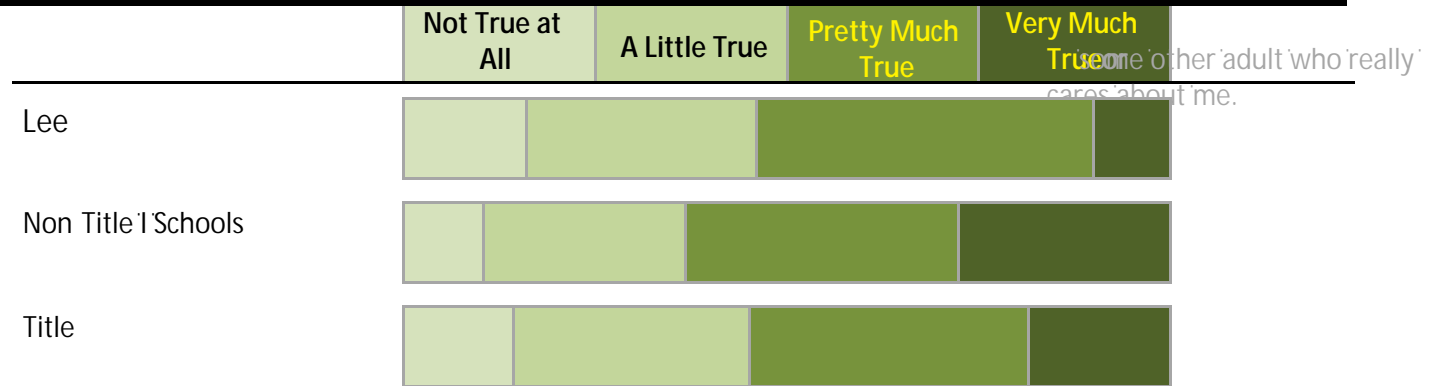 Not True at All
A Little True
Pretty Much True
Very Much True
some other adult who really
cares about me.
Lee
Non Title I Schools
Title